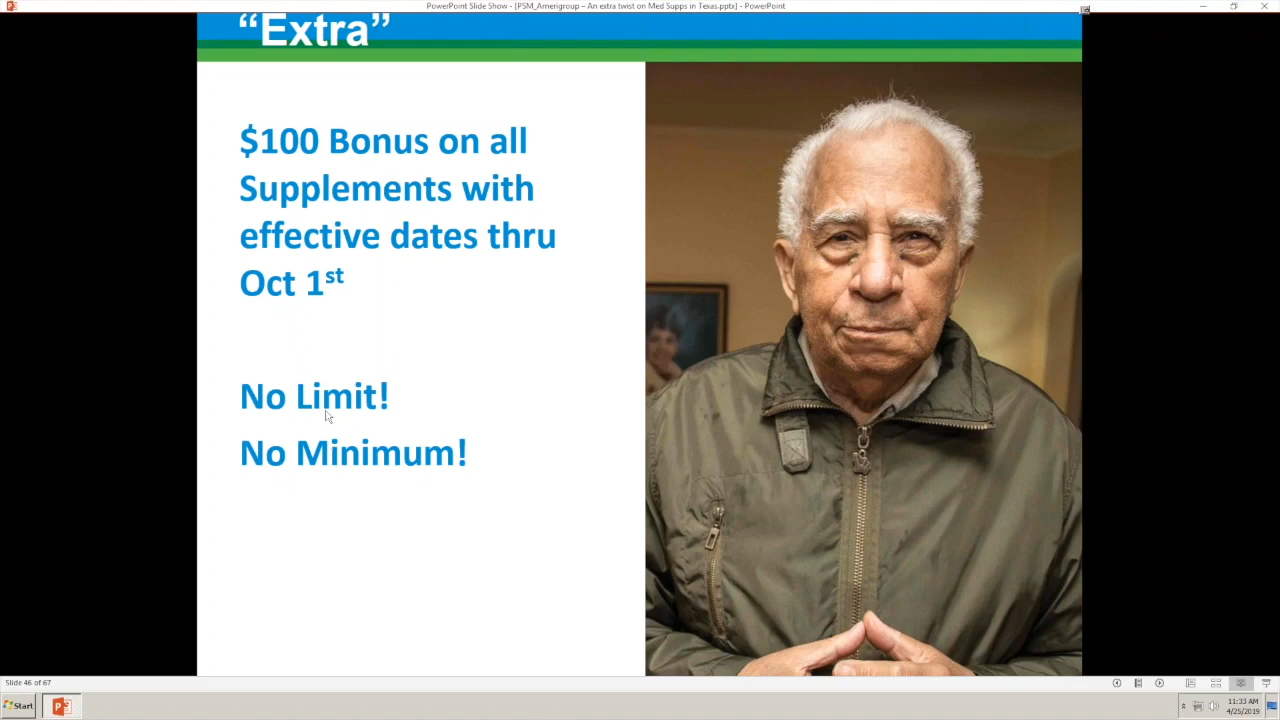 PowerPoint Slide Show - [PSM_Amerigroup – An extra twist on Med Supps in Texas.pptx] - PowerPoint
“Extra”
$100 Bonus on all
Supplements with
effective dates thru
Oct 1st
No Limit!
No Minimum!
Slide 46 of 67
Start
11:33 AM
4/25/2019